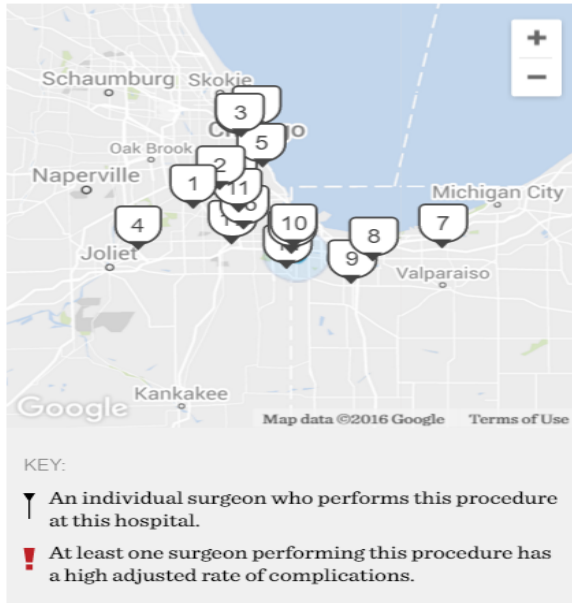 +
−
Schaumburg
Skokie
3
5
Oak Brook
2
Naperville
1
11
Michigan City
4
10
8
7
Joliet
9
Valparaiso
Kankakee
Google
Map data ©2016 Google Terms of Use
KEY:
An individual surgeon who performs this procedure
at this hospital.
At least one surgeon performing this procedure has
a high adjusted rate of complications.